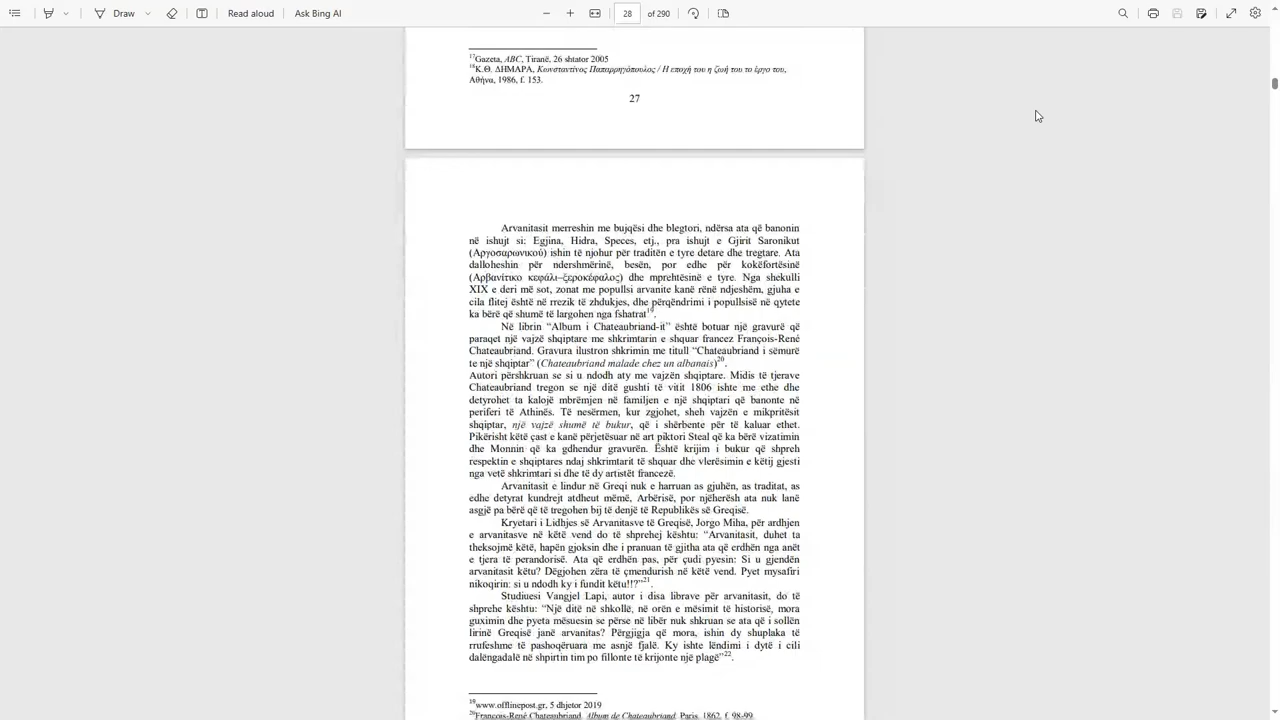 Draw
Read aloud
Ask Bing AI
28
of 290
17Gazeta, ABC, Tiranë, 26 shtator 2005
18Κ.Θ. ΔΗΜΑΡΑ, Κωνσταντίνος Παπαρρηγόπουλος / Η εποχή του η ζωή του το έργο του,
Αθήνα, 1986, f. 153.
27
Arvanitasit merreshin me bujqësi dhe blegtori, ndërsa ata që banonin
në ishujt si: Egjina, Hidra, Speces, etj., pra ishujt e Gjirit Saronikut
(Αργοσαρωνικού) ishin të njohur për traditën e tyre detare dhe tregtare. Ata
dalloheshin për ndershmërinë, besën, por edhe për kokëfortësinë
(Αρβανίτικο κεφάλι–ξεροκέφαλος) dhe mprehtësinë e tyre. Nga shekulli
XIX e deri më sot, zonat me popullsi arvanite kanë rënë ndjeshëm, gjuha e
cila flitej është në rrezik të zhdukjes, dhe përqëndrimi i popullsisë në qytete
ka bërë që shumë të largohen nga fshatrat19.
Në librin “Album i Chateaubriand-it” është botuar një gravurë që
paraqet një vajzë shqiptare me shkrimtarin e shquar francez François-René
Chateaubriand. Gravura ilustron shkrimin me titull “Chateaubriand i sëmurë
te një shqiptar” (Chateaubriand malade chez un albanais)20.
Autori përshkruan se si u ndodh aty me vajzën shqiptare. Midis të tjerave
Chateaubriand tregon se një ditë gushti të vitit 1806 ishte me ethe dhe
detyrohet ta kalojë mbrëmjen në familjen e një shqiptari që banonte në
periferi të Athinës. Të nesërmen, kur zgjohet, sheh vajzën e mikpritësit
shqiptar, një vajzë shumë të bukur, që i shërbente për të kaluar ethet.
Pikërisht këtë çast e kanë përjetësuar në art piktori Steal që ka bërë vizatimin
dhe Monnin që ka gdhendur gravurën. Është krijim i bukur që shpreh
respektin e shqiptares ndaj shkrimtarit të shquar dhe vlerësimin e këtij gjesti
nga vetë shkrimtari si dhe të dy artistët francezë.
Arvanitasit e lindur në Greqi nuk e harruan as gjuhën, as traditat, as
edhe detyrat kundrejt atdheut mëmë, Arbërisë, por njëherësh ata nuk lanë
asgjë pa bërë që të tregohen bij të denjë të Republikës së Greqisë.
Kryetari i Lidhjes së Arvanitasve të Greqisë, Jorgo Miha, për ardhjen
e arvanitasve në këtë vend do të shprehej kështu: “Arvanitasit, duhet ta
theksojmë këtë, hapën gjoksin dhe i pranuan të gjitha ata që erdhën nga anët
e tjera të perandorisë. Ata që erdhën pas, për çudi pyesin: Si u gjendën
arvanitasit këtu? Dëgjohen zëra të çmendurish në këtë vend. Pyet mysafiri
nikoqirin: si u ndodh ky i fundit këtu!!?”21.
Studiuesi Vangjel Lapi, autor i disa librave për arvanitasit, do të
shprehe kështu: “Një ditë në shkollë, në orën e mësimit të historisë, mora
guximin dhe pyeta mësuesin se përse në libër nuk shkruan se ata që i sollën
lirinë Greqisë janë arvanitas? Përgjigja që mora, ishin dy shuplaka të
rrufeshme të pashoqëruara me asnjë fjalë. Ky ishte lëndimi i dytë i cili
dalëngadalë në shpirtin tim po fillonte të krijonte një plagë”22.
19www.offlinepost.gr, 5 dhjetor 2019
20François-René Chateaubriand, Album de Chateaubriand, Paris, 1862, f. 98-99.